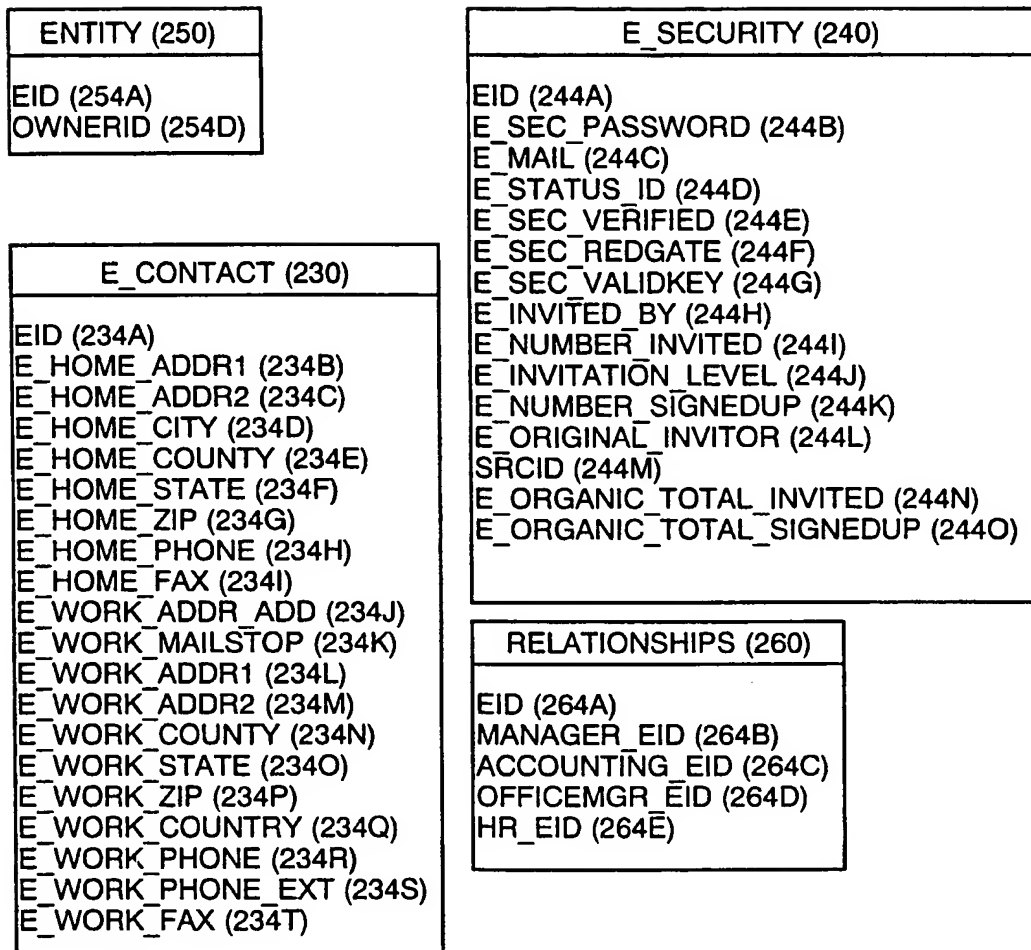 ENTITY (250)
EID (254A)
OWNERID (254D)
E_SECURITY (240)
EID (244A)
E_SEC_PASSWORD (244B)
E_MAIL (244C)
E_STATUS_ID (244D)
E_SEC_VERIFIED (244E)
E_SEC_REDGATE (244F)
E_SEC_VALIDKEY (244G)
E_INVITED_BY (244H)
E_NUMBER_INVITED (244I)
E_INVITATION_LEVEL (244J)
E_NUMBER_SIGNEDUP (244K)
E_ORIGINAL_INVITOR (244L)
SRCID (244M)
E_ORGANIC_TOTAL_INVITED (244N)
E_ORGANIC_TOTAL_SIGNEDUP (244O)
E_CONTACT (230)
EID (234A)
E_HOME_ADDR1 (234B)
E_HOME_ADDR2 (234C)
E_HOME_CITY (234D)
E_HOME_COUNTY (234E)
E_HOME_STATE (234F)
E_HOME_ZIP (234G)
E_HOME_PHONE (234H)
E_HOME_FAX (234I)
E_WORK_ADDR_ADD (234J)
E_WORK_MAILSTOP (234K)
E_WORK_ADDR1 (234L)
E_WORK_ADDR2 (234M)
E_WORK_COUNTY (234N)
E_WORK_STATE (234O)
E_WORK_ZIP (234P)
E_WORK_COUNTRY (234Q)
E_WORK_PHONE (234R)
E_WORK_PHONE_EXT (234S)
E_WORK_FAX (234T)
RELATIONSHIPS (260)
EID (264A)
MANAGER_EID (264B)
ACCOUNTING_EID (264C)
OFFICEMGR_EID (264D)
HR_EID (264E)